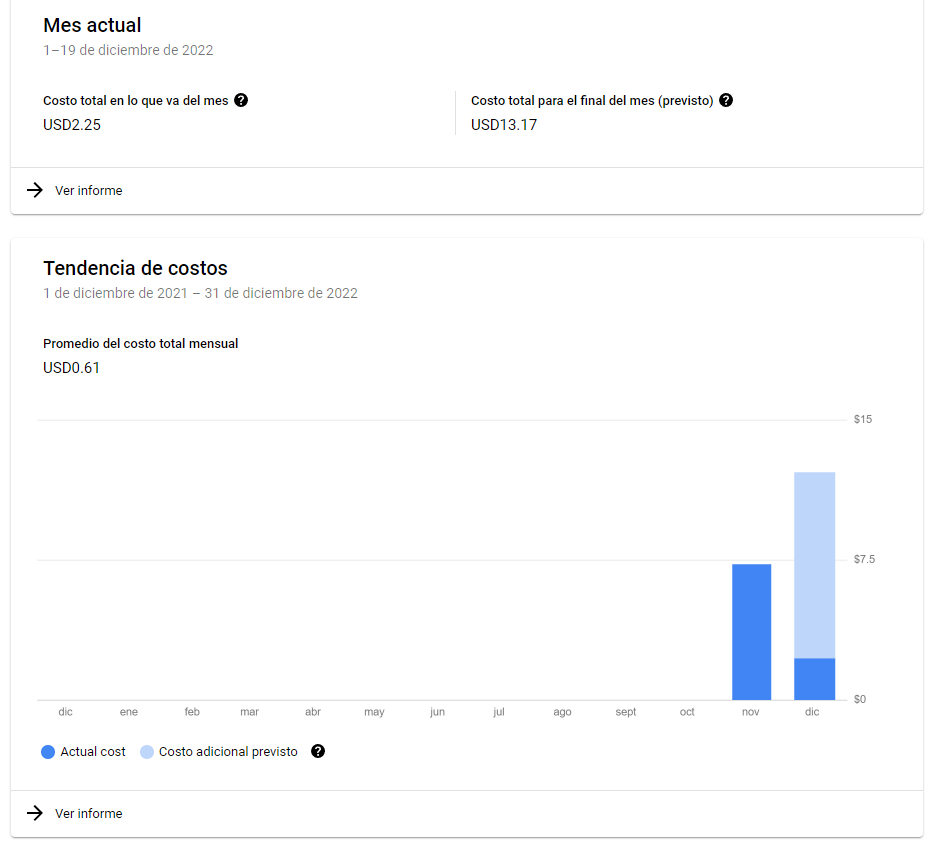 Mes actual
1–19 de diciembre de 2022
Costo total en lo que va del mes ?
Costo total para el final del mes (previsto) ?
USD2.25
USD13.17
Ver informe
Tendencia de costos
1 de diciembre de 2021 – 31 de diciembre de 2022
Promedio del costo total mensual
USD0.61
$15
$7.5
$0
dic ene feb mar abr may jun jul ago sept oct nov dic
Actual cost Costo adicional previsto ?
Ver informe